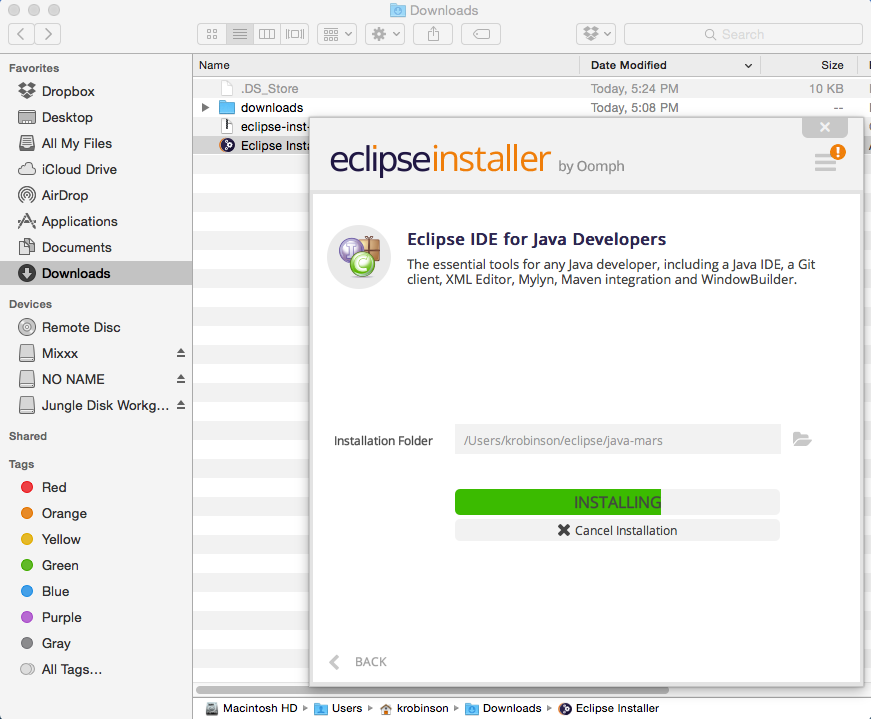 Downloads
Search
Favorites
Dropbox
Desktop
All My Files
iCloud Drive
AirDrop
Applications
Documents
Downloads
Devices
Remote Disc
Mixxx
NO NAME
Jungle Disk Workg...
Shared
Tags
Red
Orange
Yellow
Green
Blue
Purple
Gray
All Tags...
Name Date Modified Size
.DS_Store Today, 5:24 PM 10 KB
downloads Today, 5:08 PM --
eclipse-inst-
Eclipse Insta
eclipseinstaller by Oomph
Eclipse IDE for Java Developers
The essential tools for any Java developer, including a Java IDE, a Git
client, XML Editor, Mylyn, Maven integration and WindowBuilder.
Installation Folder /Users/krobinson/eclipse/java-mars
INSTALLING
Cancel Installation
BACK
Macintosh HD Users krobinson Downloads Eclipse Installer